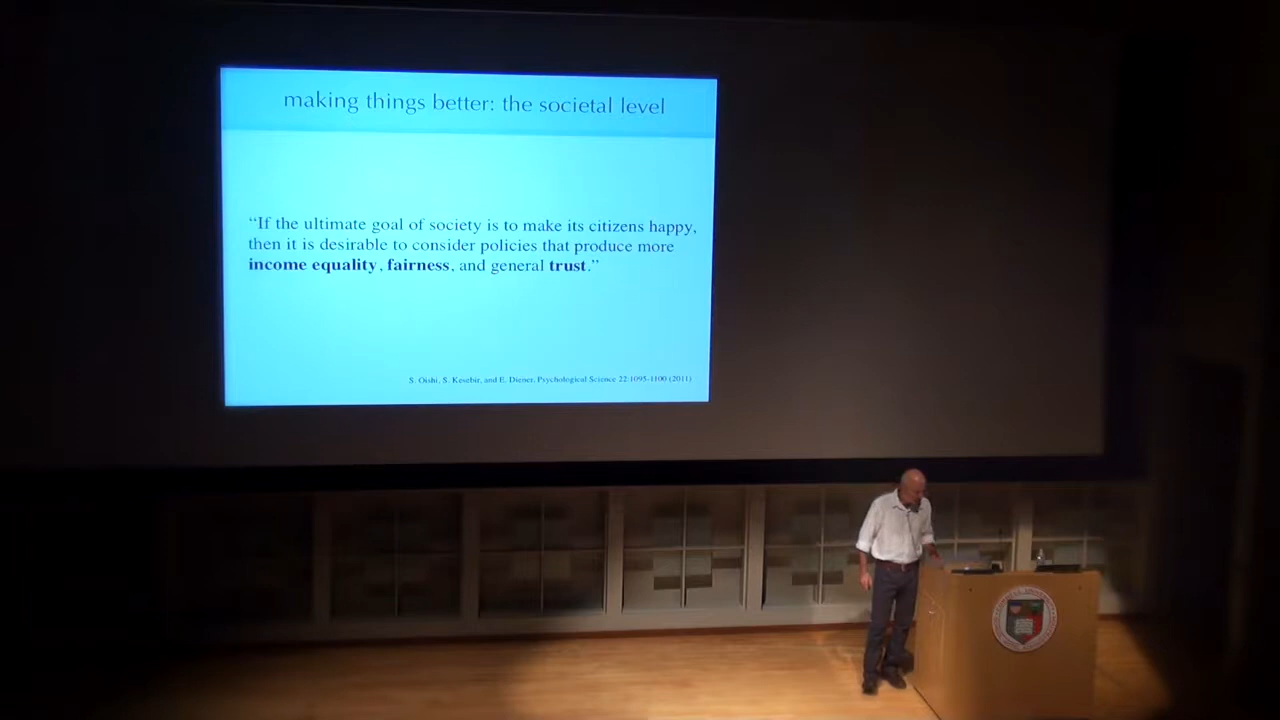 making things better: the societal level
“If the ultimate goal of society is to make its citizens happy,
then it is desirable to consider policies that produce more
income equality, fairness, and general trust.”
S. Oishi, S. Kesebir, and E. Diener, Psychological Science 22:1095-1100 (2011)